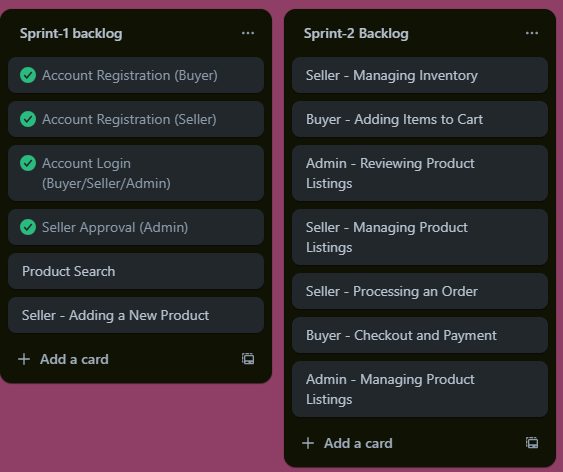 Sprint-1 backlog
Account Registration (Buyer)
Account Registration (Seller)
Account Login
(Buyer/Seller/Admin)
Seller Approval (Admin)
Product Search
Seller - Adding a New Product
Add a card
Sprint-2 Backlog
Seller - Managing Inventory
Buyer - Adding Items to Cart
Admin - Reviewing Product
Listings
Seller - Managing Product
Listings
Seller - Processing an Order
Buyer - Checkout and Payment
Admin - Managing Product
Listings
Add a card